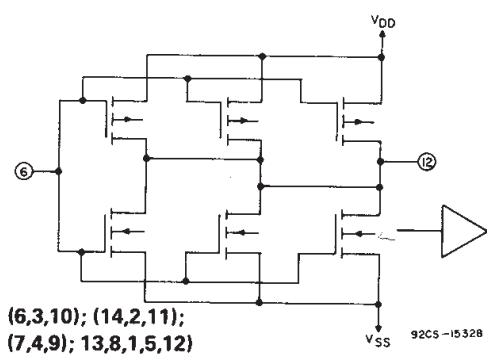 VDD
6
12
(6,3,10); (14,2,11);
(7,4,9); 13,8,1,5,12)
VSS
92CS-15328